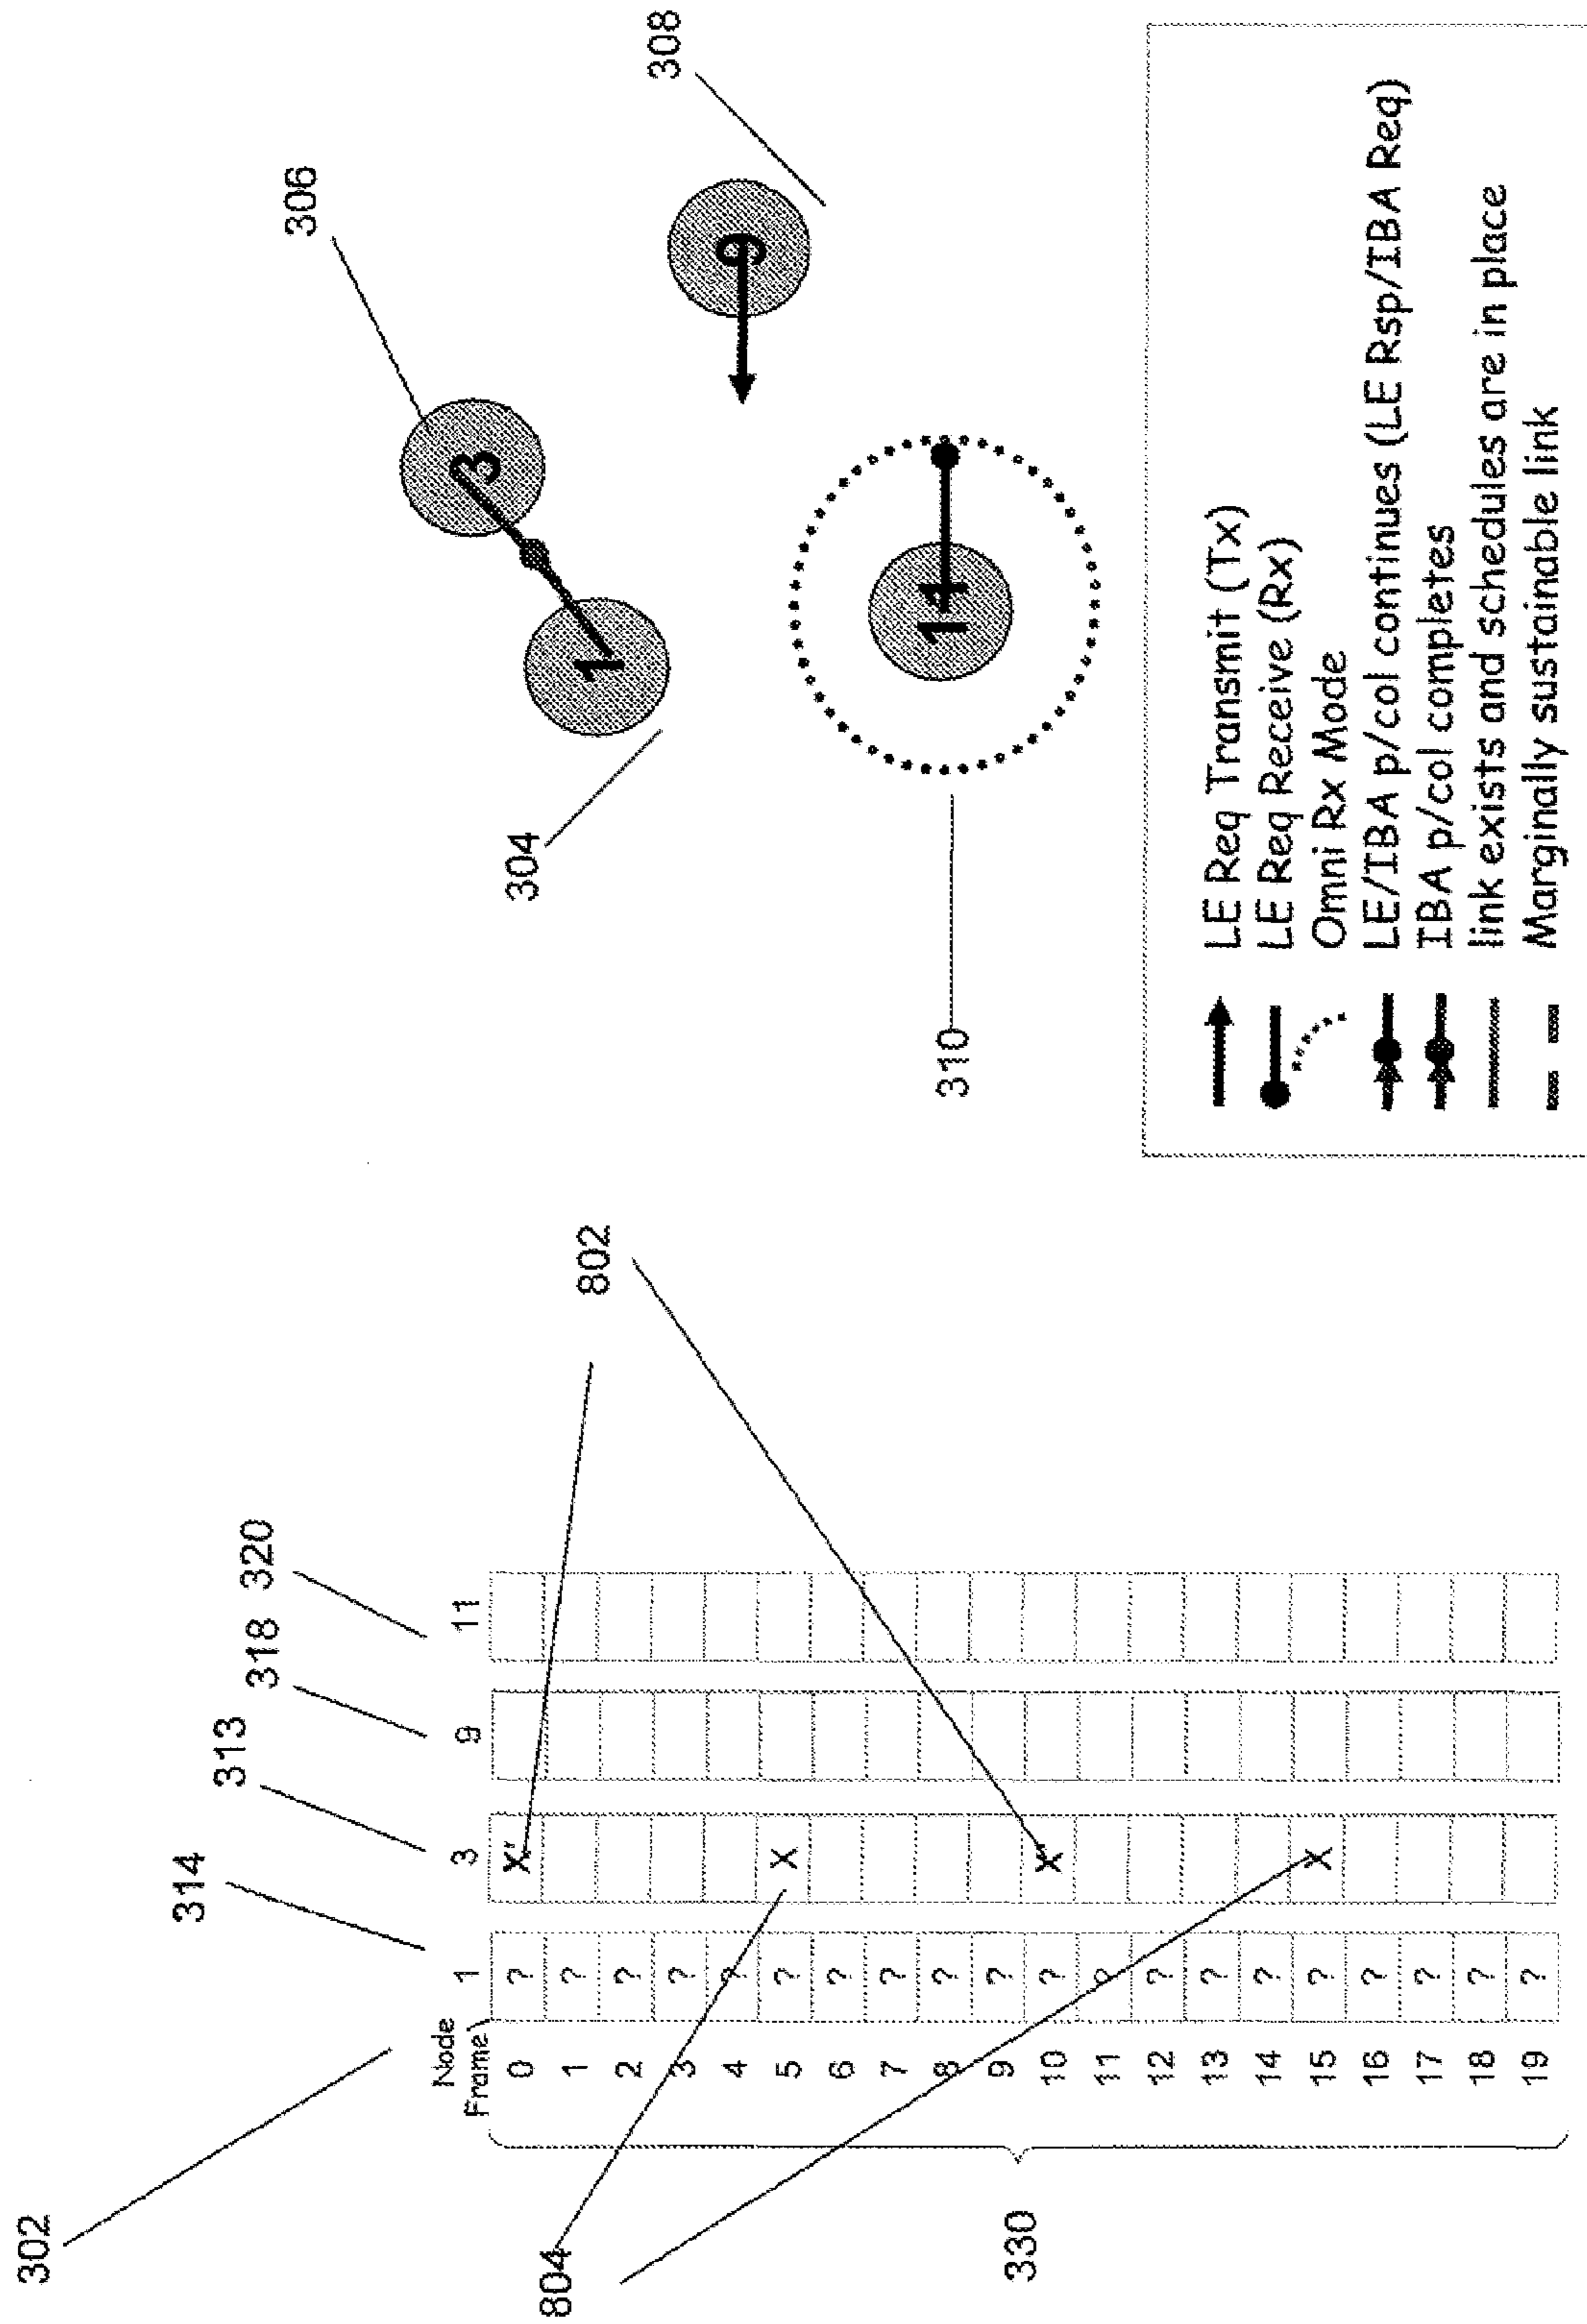 302
314
313
318
320
Node
Frame
1 3 9 11
0 ? X'
1 ?
2 ?
3 ?
4 ?
5 ? X
6 ?
7 ?
8 ?
9 ?
10 ? X'
11 ?
12 ?
13 ?
14 ?
15 ? X
16 ?
17 ?
18 ?
19 ?
330
804
802
304
306
308
310
1
3
9
11
LE Req Transmit (Tx)
LE Req Receive (Rx)
Omni Rx Mode
LE/IBA p/col continues (LE Rsp/IBA Req)
IBA p/col completes
link exists and schedules are in place
Marginally sustainable link